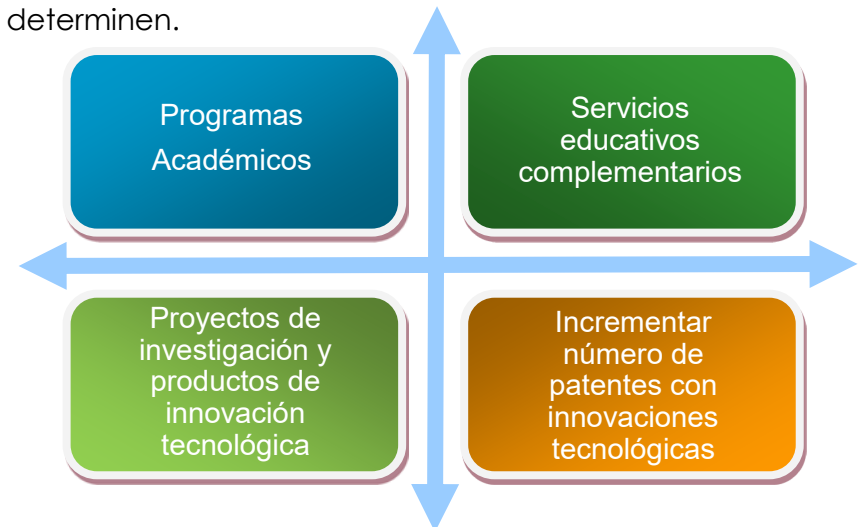 determinen.
Programas
Académicos
Servicios
educativos
complementarios
Proyectos de
investigación y
productos de
innovación
tecnológica
Incrementar
número de
patentes con
innovaciones
tecnológicas